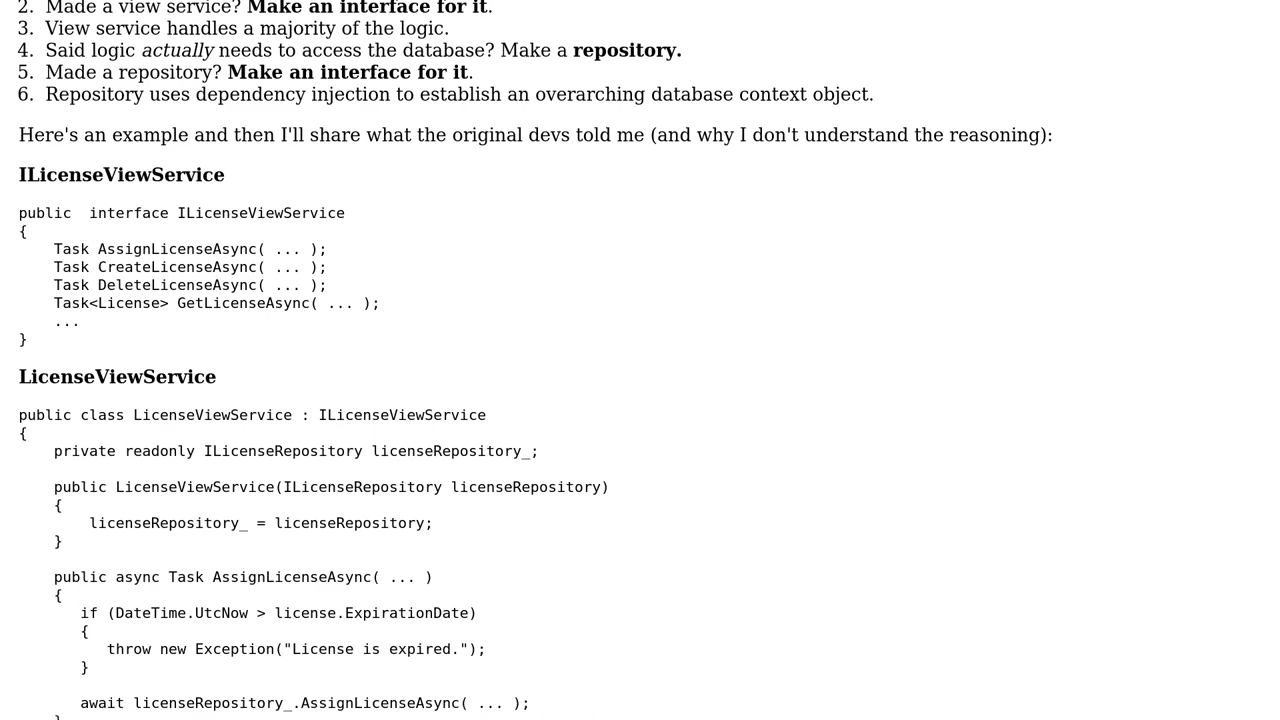 2. Made a view service? Make an interface for it.
3. View service handles a majority of the logic.
4. Said logic actually needs to access the database? Make a repository.
5. Made a repository? Make an interface for it.
6. Repository uses dependency injection to establish an overarching database context object.
Here's an example and then I'll share what the original devs told me (and why I don't understand the reasoning):
ILicenseViewService
public  interface ILicenseViewService
{
    Task AssignLicenseAsync( ... );
    Task CreateLicenseAsync( ... );
    Task DeleteLicenseAsync( ... );
    Task<License> GetLicenseAsync( ... );
    ...
}
LicenseViewService
public class LicenseViewService : ILicenseViewService
{
    private readonly ILicenseRepository licenseRepository_;
    public LicenseViewService(ILicenseRepository licenseRepository)
    {
        licenseRepository_ = licenseRepository;
    }
    public async Task AssignLicenseAsync( ... )
    {
       if (DateTime.UtcNow > license.ExpirationDate)
       {
          throw new Exception("License is expired.");
       }
       await licenseRepository_.AssignLicenseAsync( ... );
    }